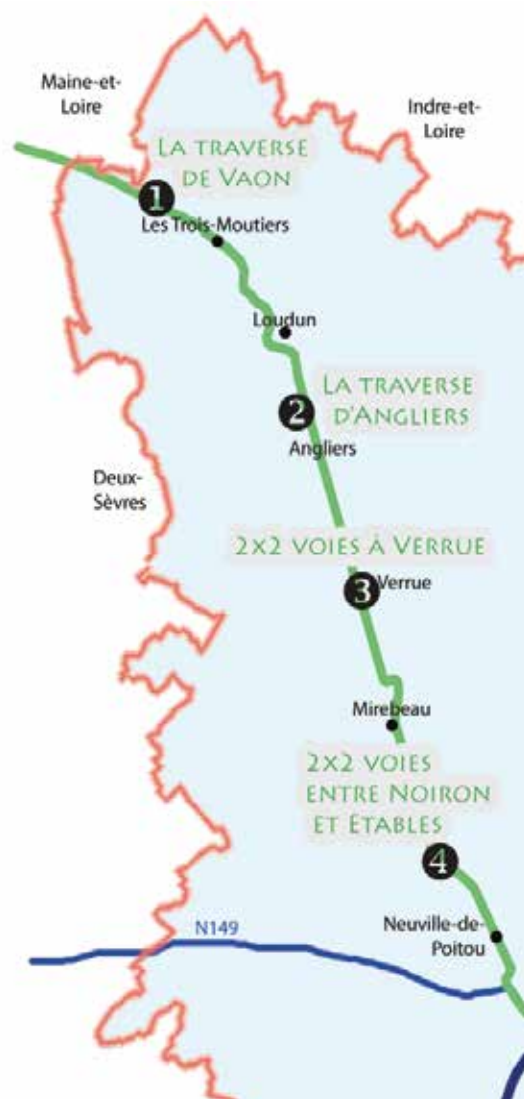 Maine-et-
Loire
Indre-et-
Loire
La traverse
de Vaon
1
Les Trois-Moutiers
Loudun
La traverse
d'Angliers
2
Angliers
Deux-
Sèvres
2x2 voies à Verrue
3
Verrue
Mirebeau
2x2 voies
entre Noiron
et Étables
4
Neuville-de-
Poitou
N149